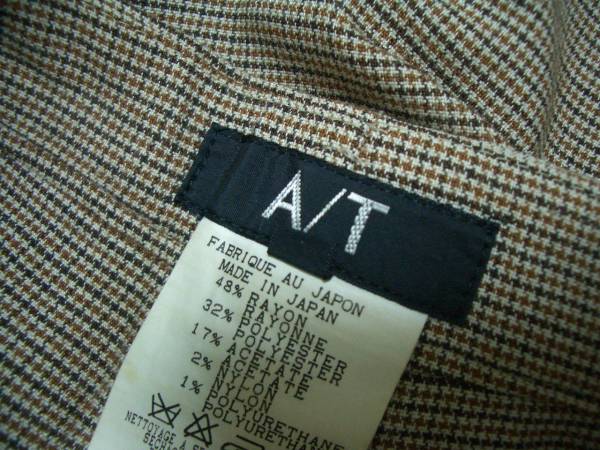 A/T
FABRIQUE AU JAPON
MADE IN JAPAN
48% RAYON
RAYONNE
32% POLYESTER
POLYESTER
17% ACETATE
ACETATE
2% NYLON
NYLON
1% POLYURETHANE
POLYURETHANE
NETTOYAGE A